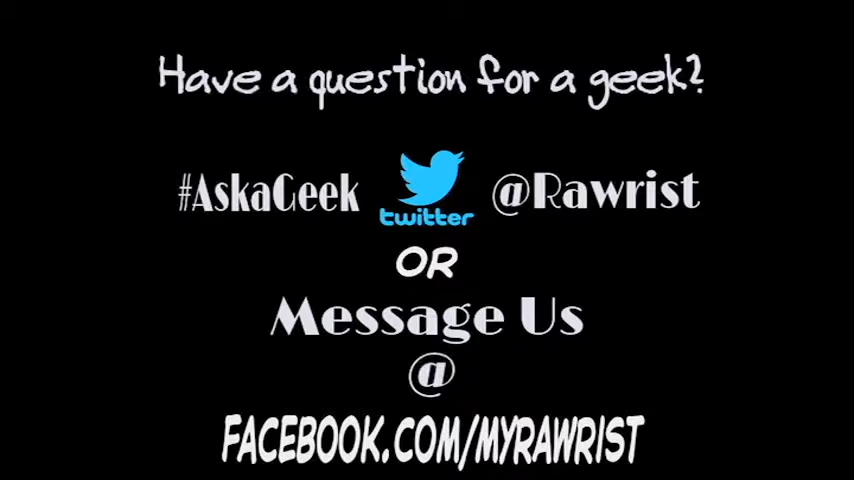 Have a question for a geek?
#AskaGeek twitter @Rawrist
OR
Message Us
@
FACEBOOK.COM/MYRAWRIST